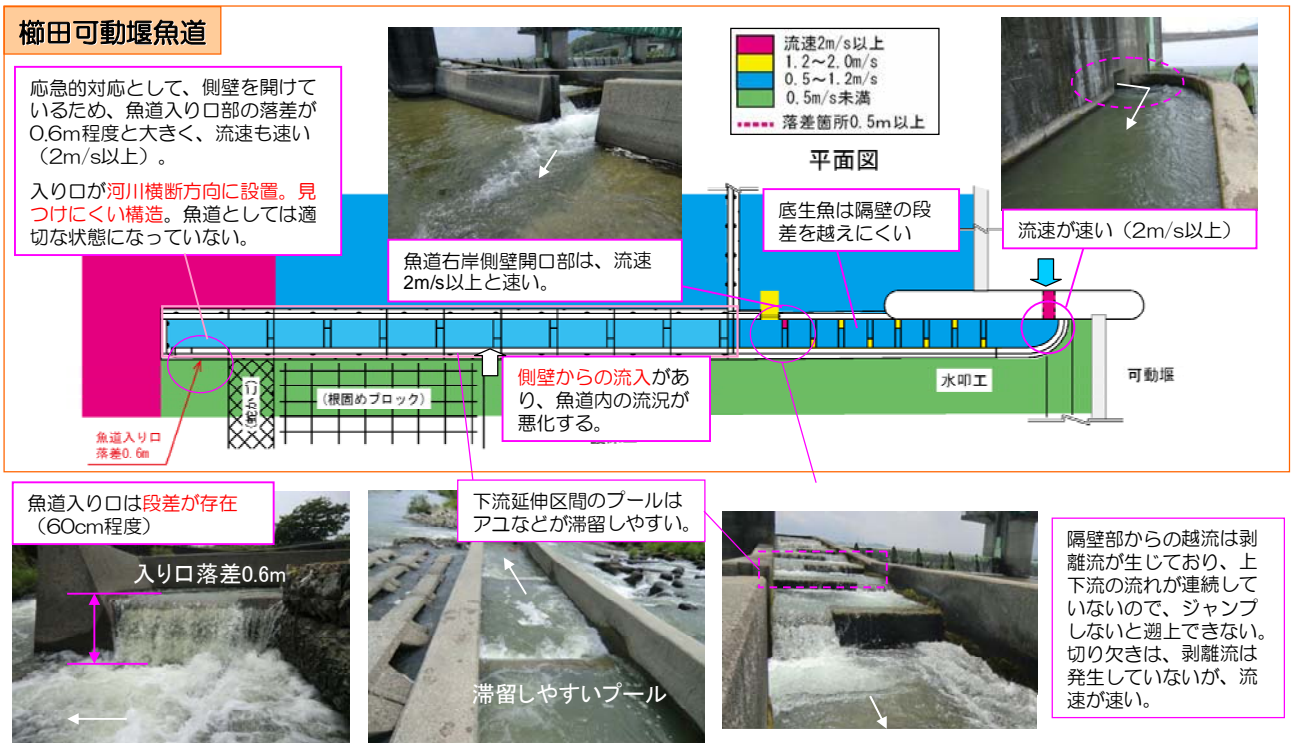 櫛田可動堰魚道
応急的対応として、側壁を開けて
いるため、魚道入り口部の落差が
0.6m程度と大きく、流速も速い
（2m/s以上）。
入り口が河川横断方向に設置。見
つけにくい構造。魚道としては適
切な状態になっていない。
流速2m/s以上
1.2～2.0m/s
0.5～1.2m/s
0.5m/s未満
落差箇所0.5m以上
平面図
魚道右岸側壁開口部は、流速
2m/s以上と速い。
底生魚は隔壁の段
差を越えにくい
流速が速い（2m/s以上）
側壁からの流入があ
り、魚道内の流況が
悪化する。
(根固めブロック)
水叩工
可動堰
魚道入り口
落差0.6m
魚道入り口は段差が存在
（60cm程度）
入り口落差0.6m
下流延伸区間のプールは
アユなどが滞留しやすい。
滞留しやすいプール
隔壁部からの越流は剥
離流が生じており、上
下流の流れが連続して
いないので、ジャンプ
しないと遡上できない。
切り欠きは、剥離流は
発生していないが、流
速が速い。